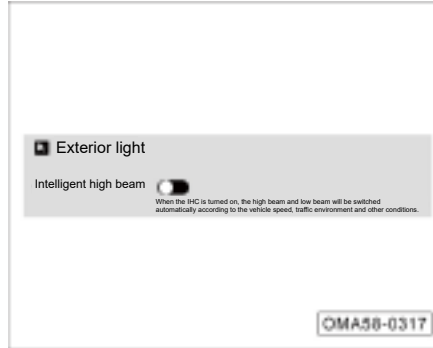 Exterior light
Intelligent high beam
When the IHC is turned on, the high beam and low beam will be switched
automatically according to the vehicle speed, traffic environment and other conditions.
OMA58-0317